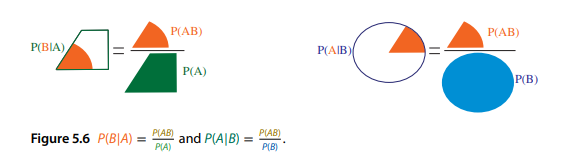 P(B|A) = P(AB) / P(A)
P(A|B) = P(AB) / P(B)
Figure 5.6 P(B|A) = P(AB)/P(A) and P(A|B) = P(AB)/P(B).